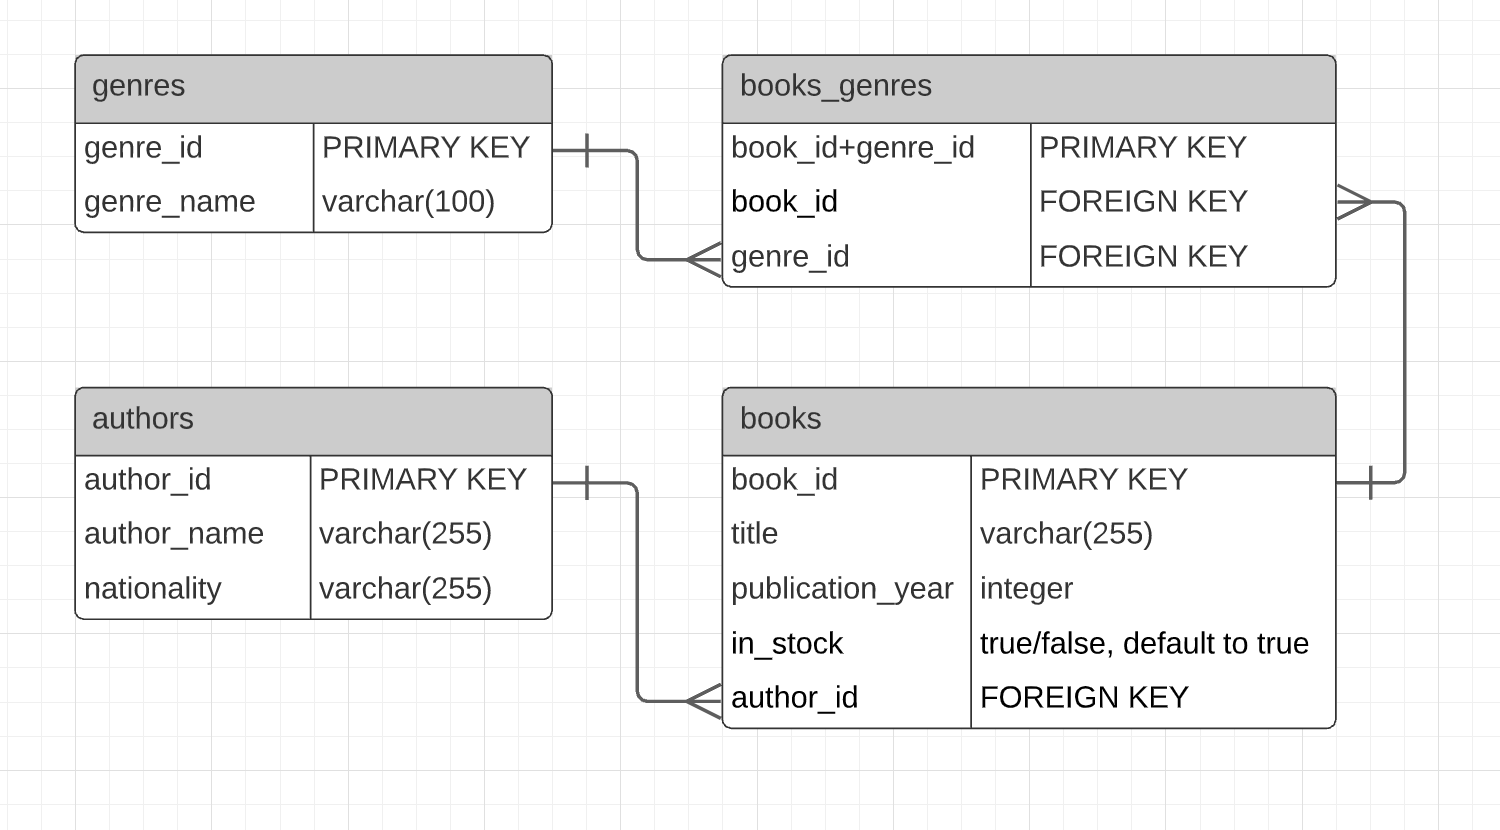 genres
genre_id PRIMARY KEY
genre_name varchar(100)
books_genres
book_id+genre_id PRIMARY KEY
book_id FOREIGN KEY
genre_id FOREIGN KEY
authors
author_id PRIMARY KEY
author_name varchar(255)
nationality varchar(255)
books
book_id PRIMARY KEY
title varchar(255)
publication_year integer
in_stock true/false, default to true
author_id FOREIGN KEY